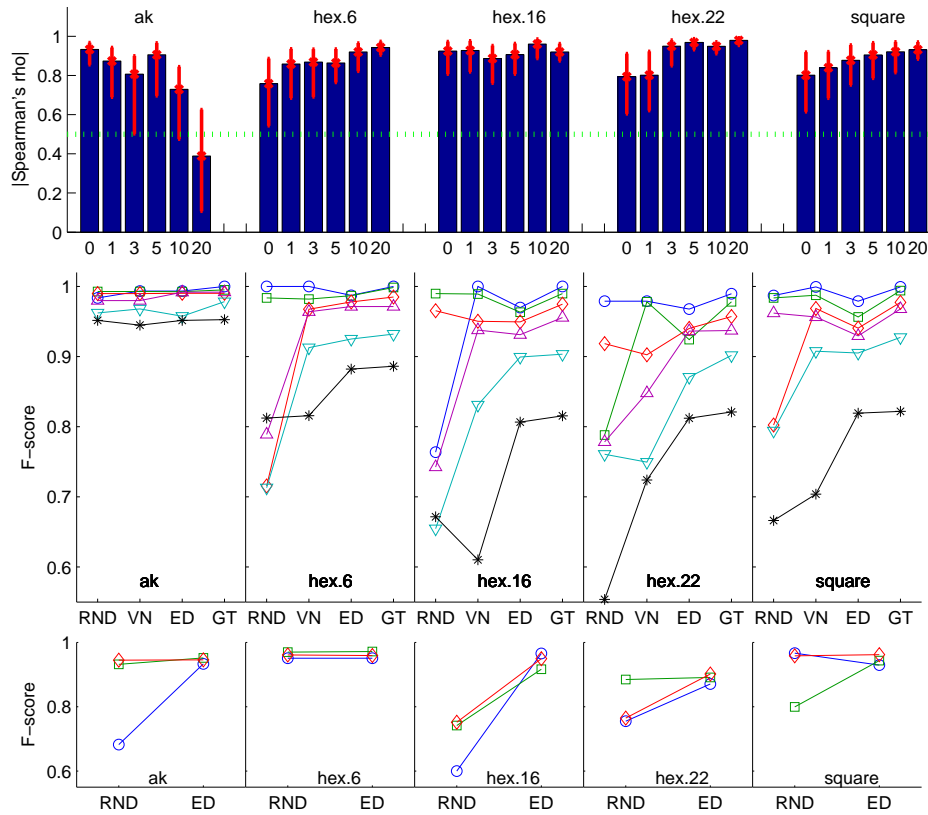 ak hex.6 hex.16 hex.22 square
|Spearman's rho|
1
0.8
0.6
0.4
0.2
0
0 1 3 5 10 20 0 1 3 5 10 20 0 1 3 5 10 20 0 1 3 5 10 20 0 1 3 5 10 20
F−score
1
0.9
0.8
0.7
0.6
ak hex.6 hex.16 hex.22 square
RND VN ED GT RND VN ED GT RND VN ED GT RND VN ED GT RND VN ED GT
F−score
1
0.8
0.6
ak hex.6 hex.16 hex.22 square
RND ED RND ED RND ED RND ED RND ED